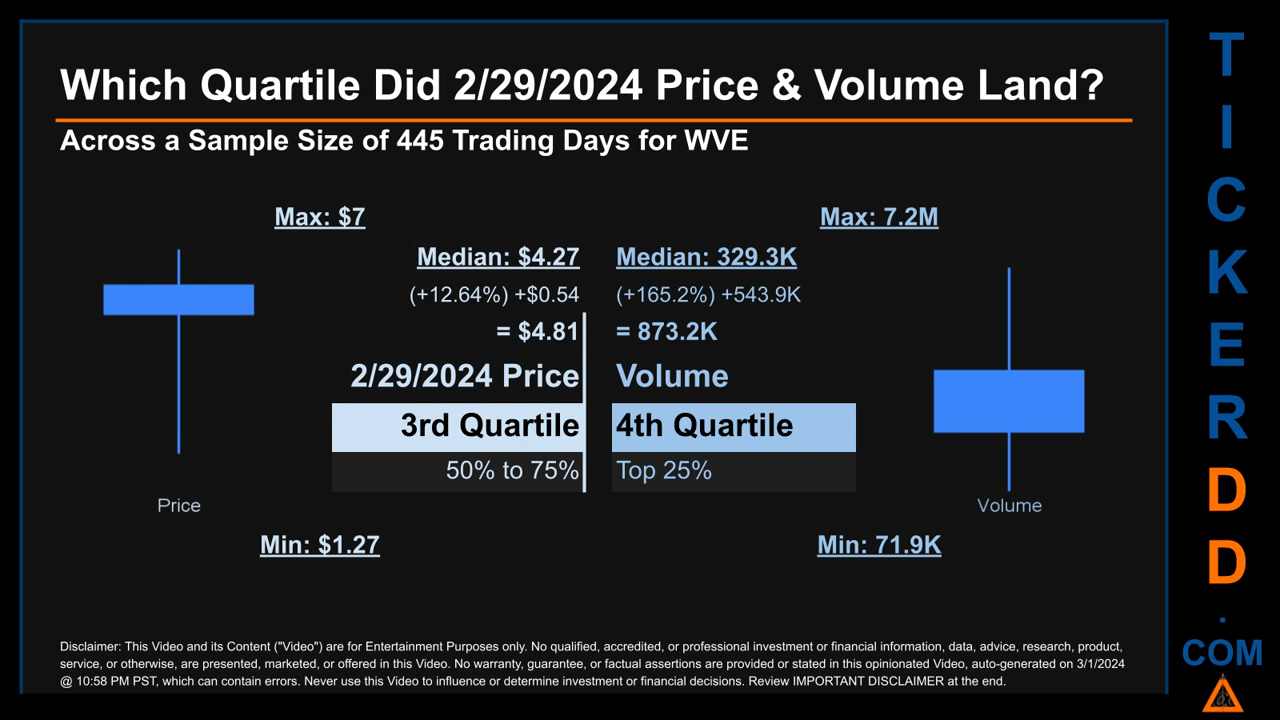 Which Quartile Did 2/29/2024 Price & Volume Land?
Across a Sample Size of 445 Trading Days for WVE
Max: $7
Max: 7.2M
Median: $4.27
Median: 329.3K
(+12.64%) +$0.54
(+165.2%) +543.9K
= $4.81
= 873.2K
2/29/2024 Price
Volume
3rd Quartile
4th Quartile
50% to 75%
Top 25%
Price
Volume
Min: $1.27
Min: 71.9K
Disclaimer: This Video and its Content ("Video") are for Entertainment Purposes only. No qualified, accredited, or professional investment or financial information, data, advice, research, product,
service, or otherwise, are presented, marketed, or offered in this Video. No warranty, guarantee, or factual assertions are provided or stated in this opinionated Video, auto-generated on 3/1/2024
@ 10:58 PM PST, which can contain errors. Never use this Video to influence or determine investment or financial decisions. Review IMPORTANT DISCLAIMER at the end.
T
I
C
K
E
R
D
D
.
COM